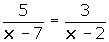 5/(x − 7) = 3/(x − 2)